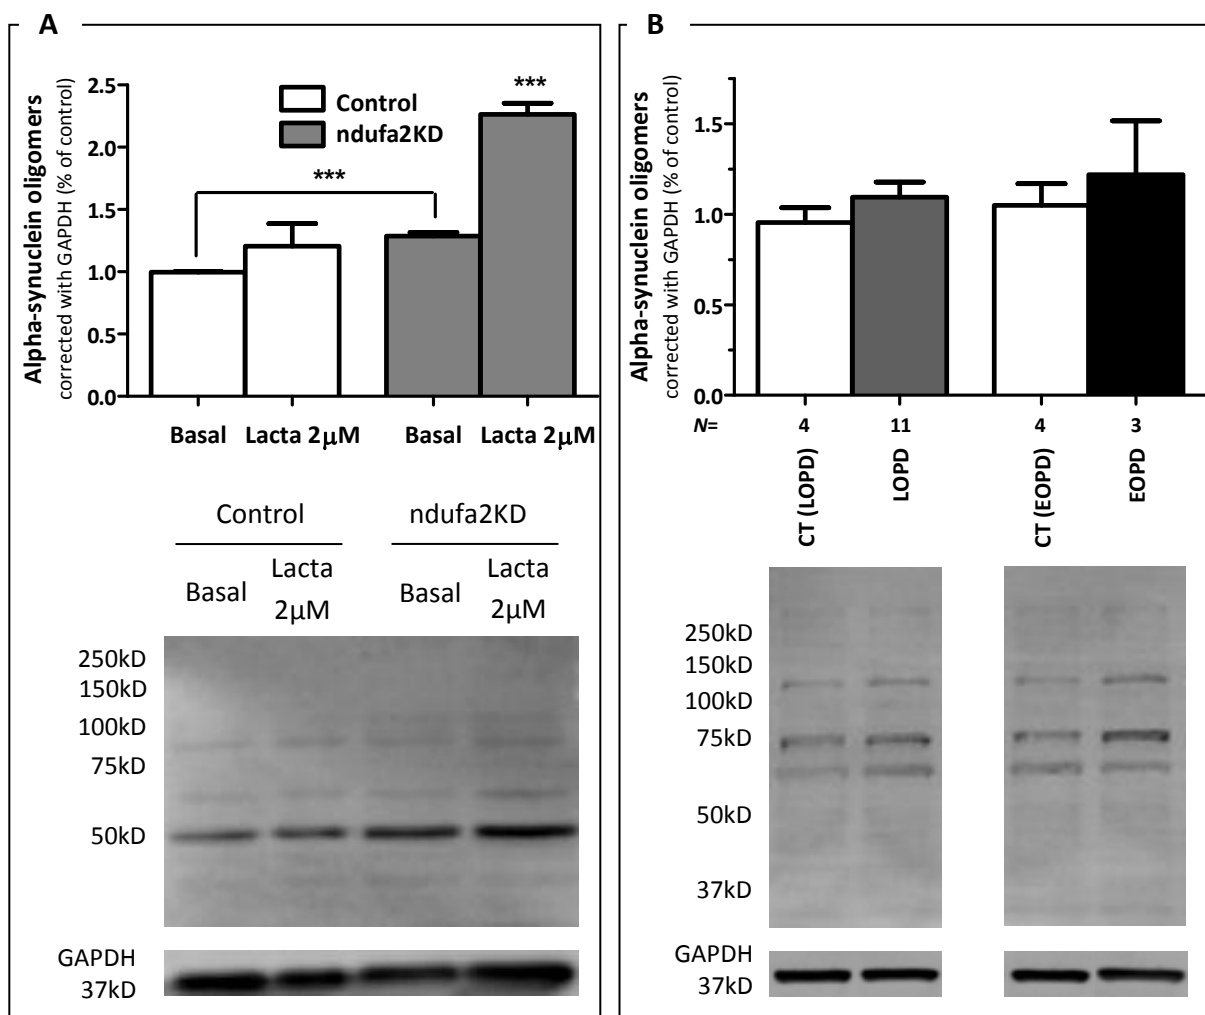 A
Alpha-synuclein oligomers
corrected with GAPDH (% of control)
2.5
2.0
1.5
1.0
0.5
0.0
Control
ndufa2KD
***
***
Basal Lacta 2μM Basal Lacta 2μM
Control ndufa2KD
Basal Lacta 2μM Basal Lacta 2μM
250kD
150kD
100kD
75kD
50kD
GAPDH
37kD
B
Alpha-synuclein oligomers
corrected with GAPDH (% of control)
1.5
1.0
0.5
0.0
N= 4 11 4 3
CT (LOPD)
LOPD
CT (EOPD)
EOPD
250kD
150kD
100kD
75kD
50kD
37kD
GAPDH
37kD